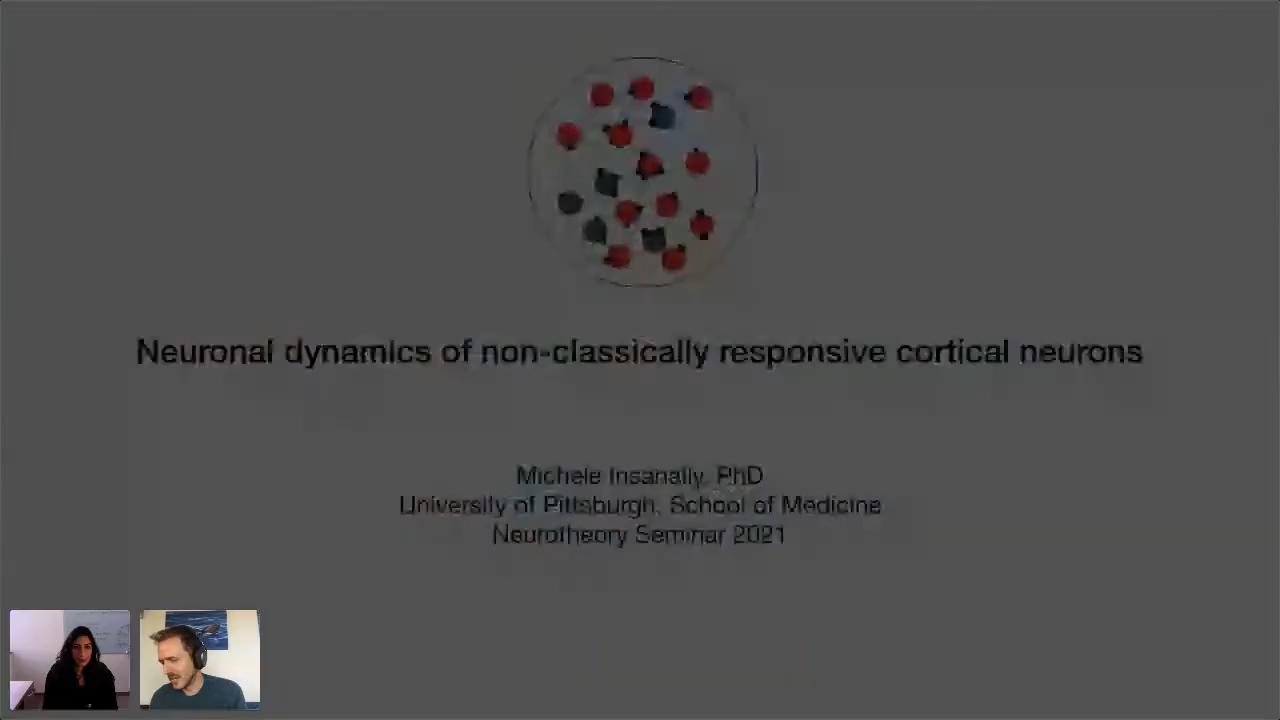 Neuronal dynamics of non-classically responsive cortical neurons
Michele Insanally, PhD
University of Pittsburgh, School of Medicine
Neurotheory Seminar 2021